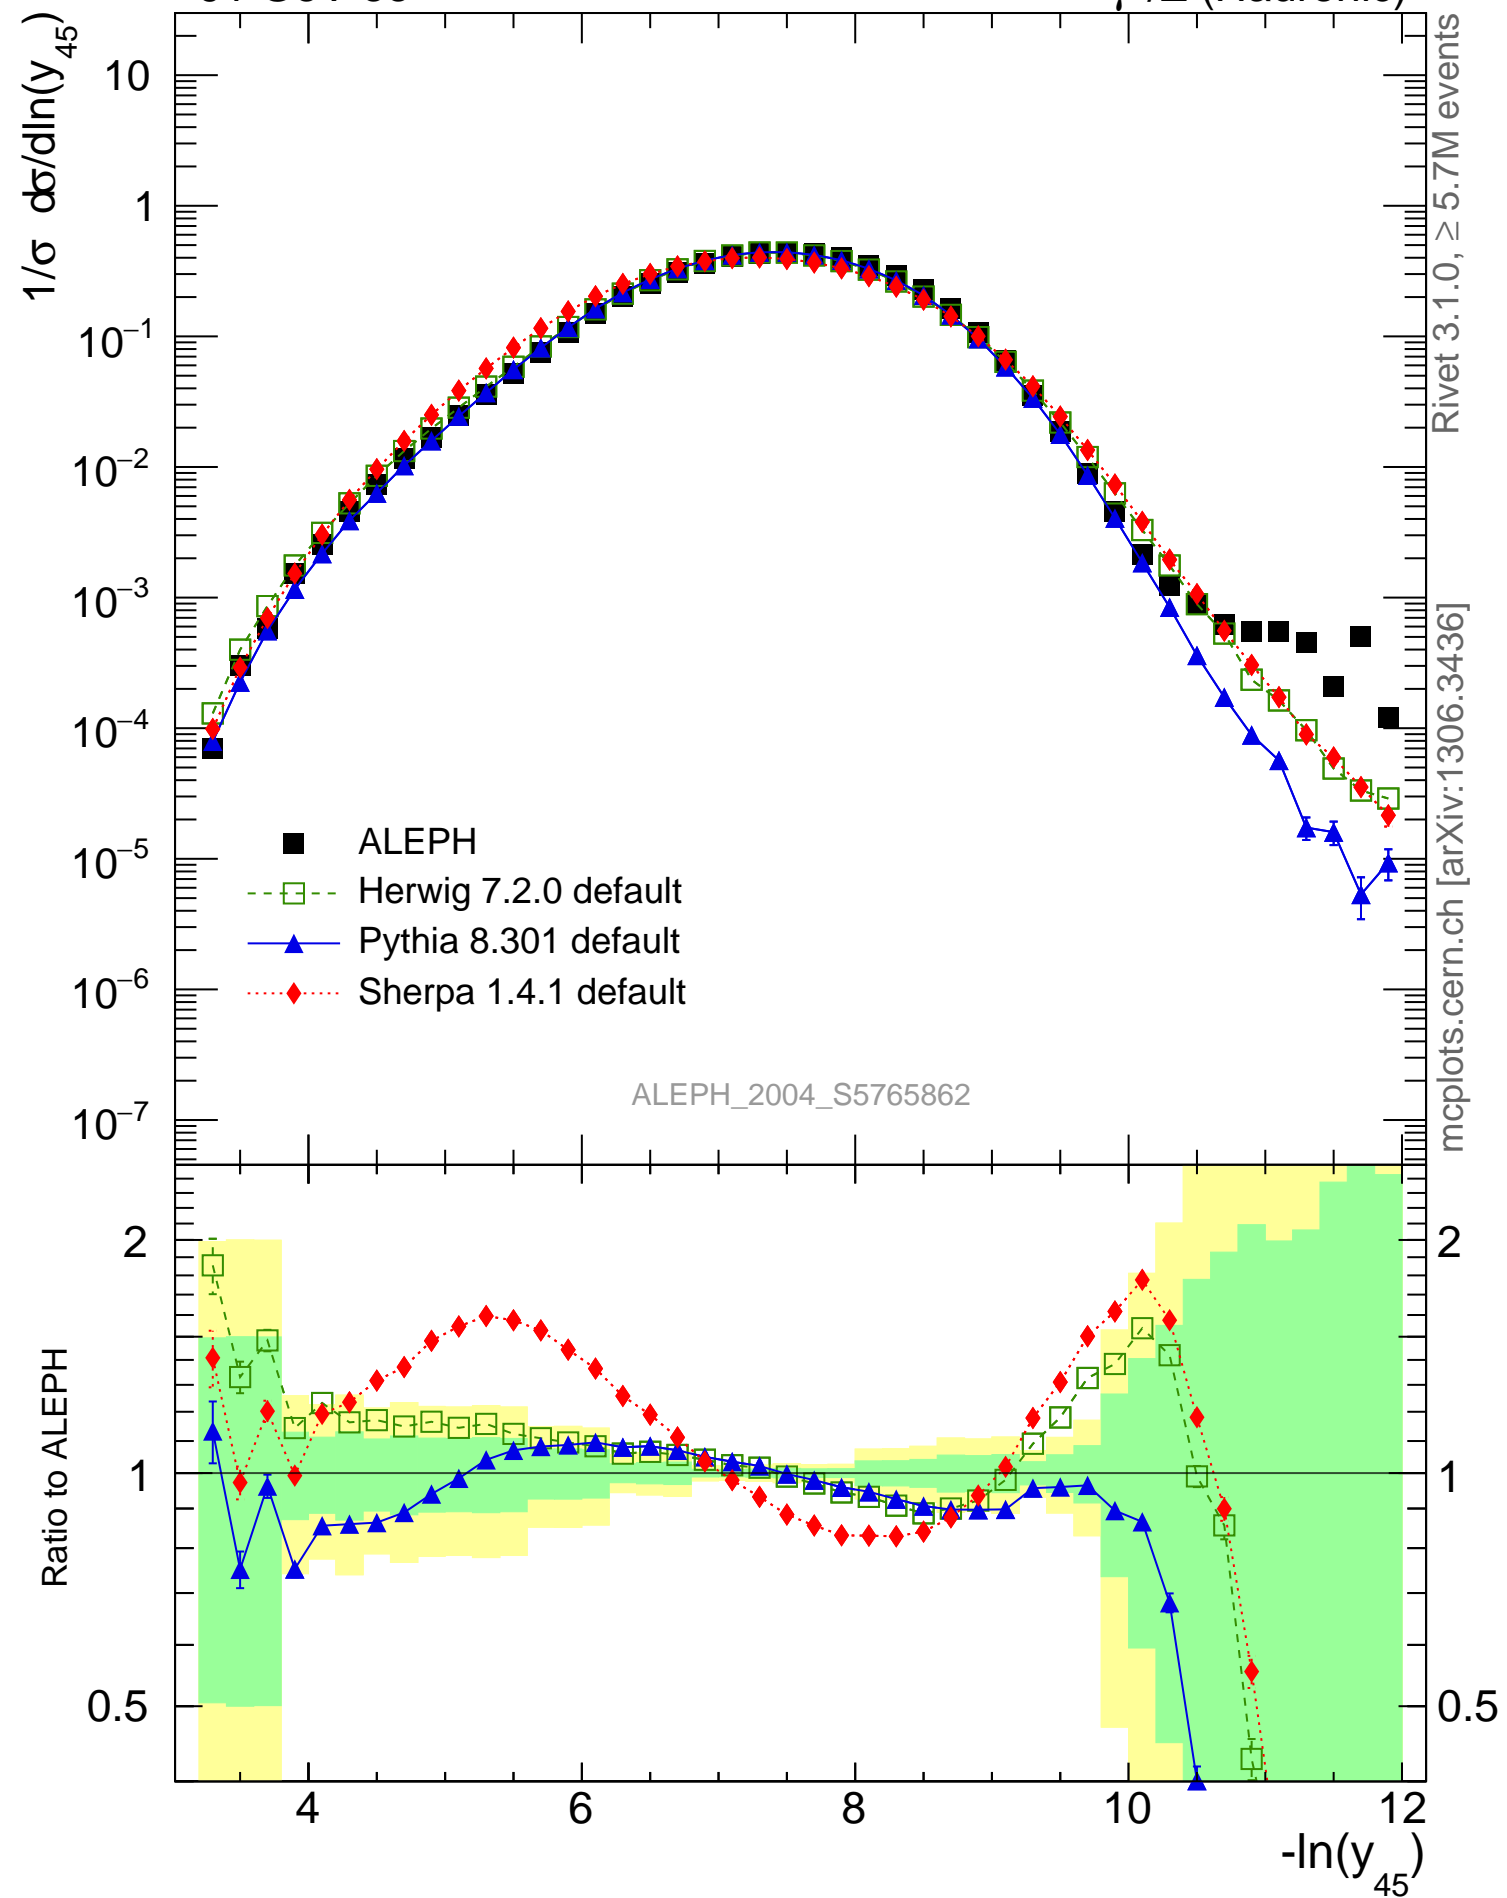 1/σ dσ/dln(y45)
10
1
10−1
10−2
10−3
10−4
10−5
10−6
10−7
ALEPH
Herwig 7.2.0 default
Pythia 8.301 default
Sherpa 1.4.1 default
ALEPH_2004_S5765862
Rivet 3.1.0, ≥ 5.7M events
mcplots.cern.ch [arXiv:1306.3436]
Ratio to ALEPH
2
1
0.5
2
1
0.5
4 6 8 10 12
-ln(y45)